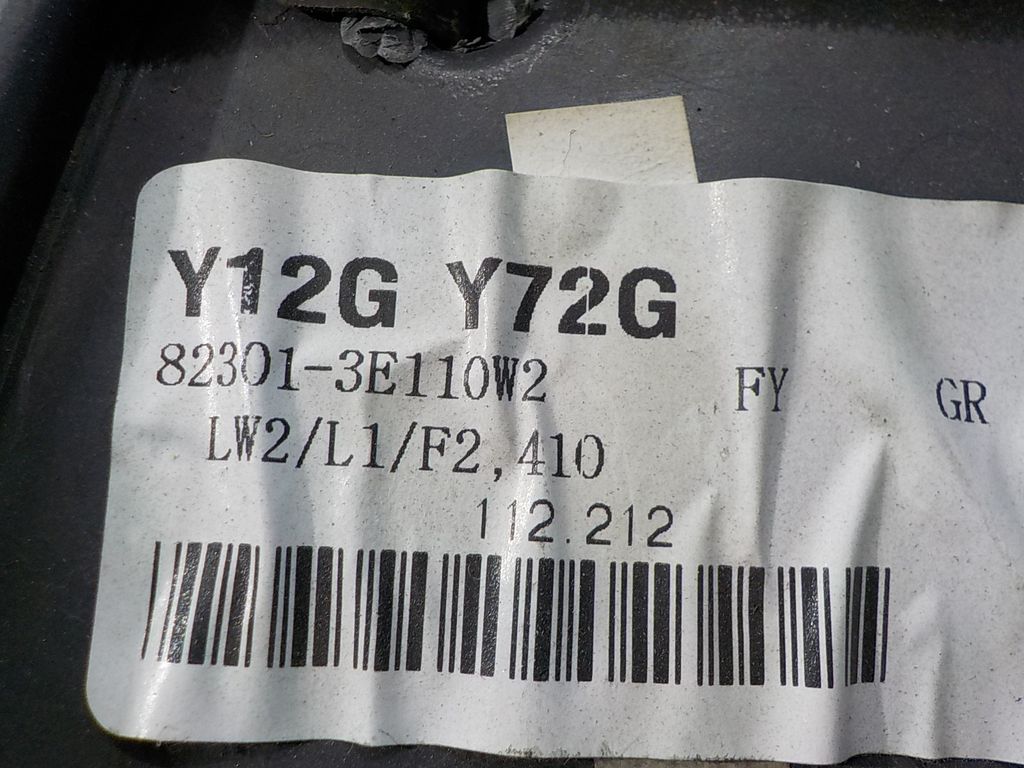 Y12G Y72G
82301-3E110W2 FY GR
LW2/L1/F2,410
112.212